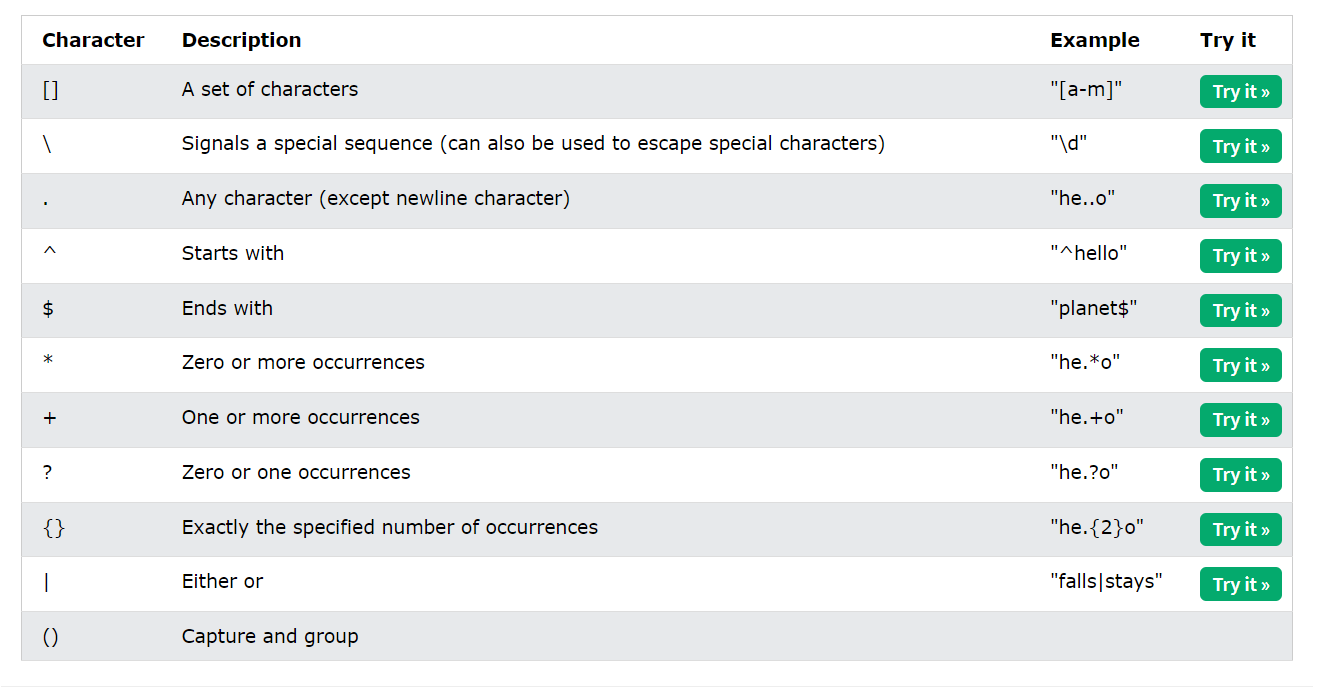 Character Description Example Try it
[] A set of characters "[a-m]" Try it »
\ Signals a special sequence (can also be used to escape special characters) "\d" Try it »
. Any character (except newline character) "he..o" Try it »
^ Starts with "^hello" Try it »
$ Ends with "planet$" Try it »
* Zero or more occurrences "he.*o" Try it »
+ One or more occurrences "he.+o" Try it »
? Zero or one occurrences "he.?o" Try it »
{} Exactly the specified number of occurrences "he.{2}o" Try it »
| Either or "falls|stays" Try it »
() Capture and group